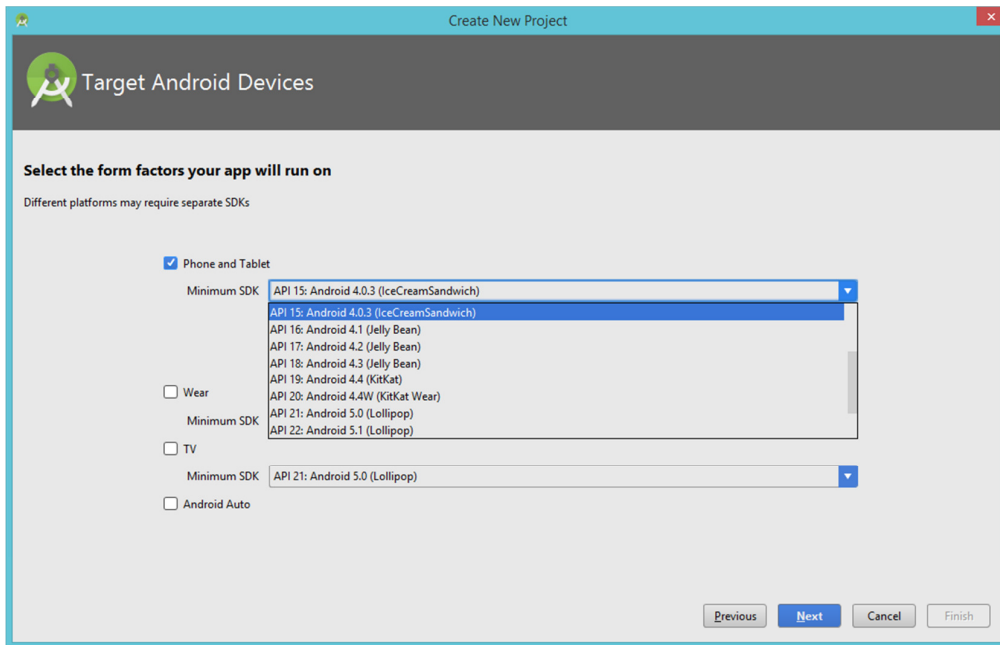 Create New Project
Target Android Devices
Select the form factors your app will run on
Different platforms may require separate SDKs
Phone and Tablet
Minimum SDK API 15: Android 4.0.3 (IceCreamSandwich)
API 15: Android 4.0.3 (IceCreamSandwich)
API 16: Android 4.1 (Jelly Bean)
API 17: Android 4.2 (Jelly Bean)
API 18: Android 4.3 (Jelly Bean)
API 19: Android 4.4 (KitKat)
Wear
API 20: Android 4.4W (KitKat Wear)
API 21: Android 5.0 (Lollipop)
Minimum SDK
API 22: Android 5.1 (Lollipop)
TV
Minimum SDK API 21: Android 5.0 (Lollipop)
Android Auto
Previous Next Cancel Finish